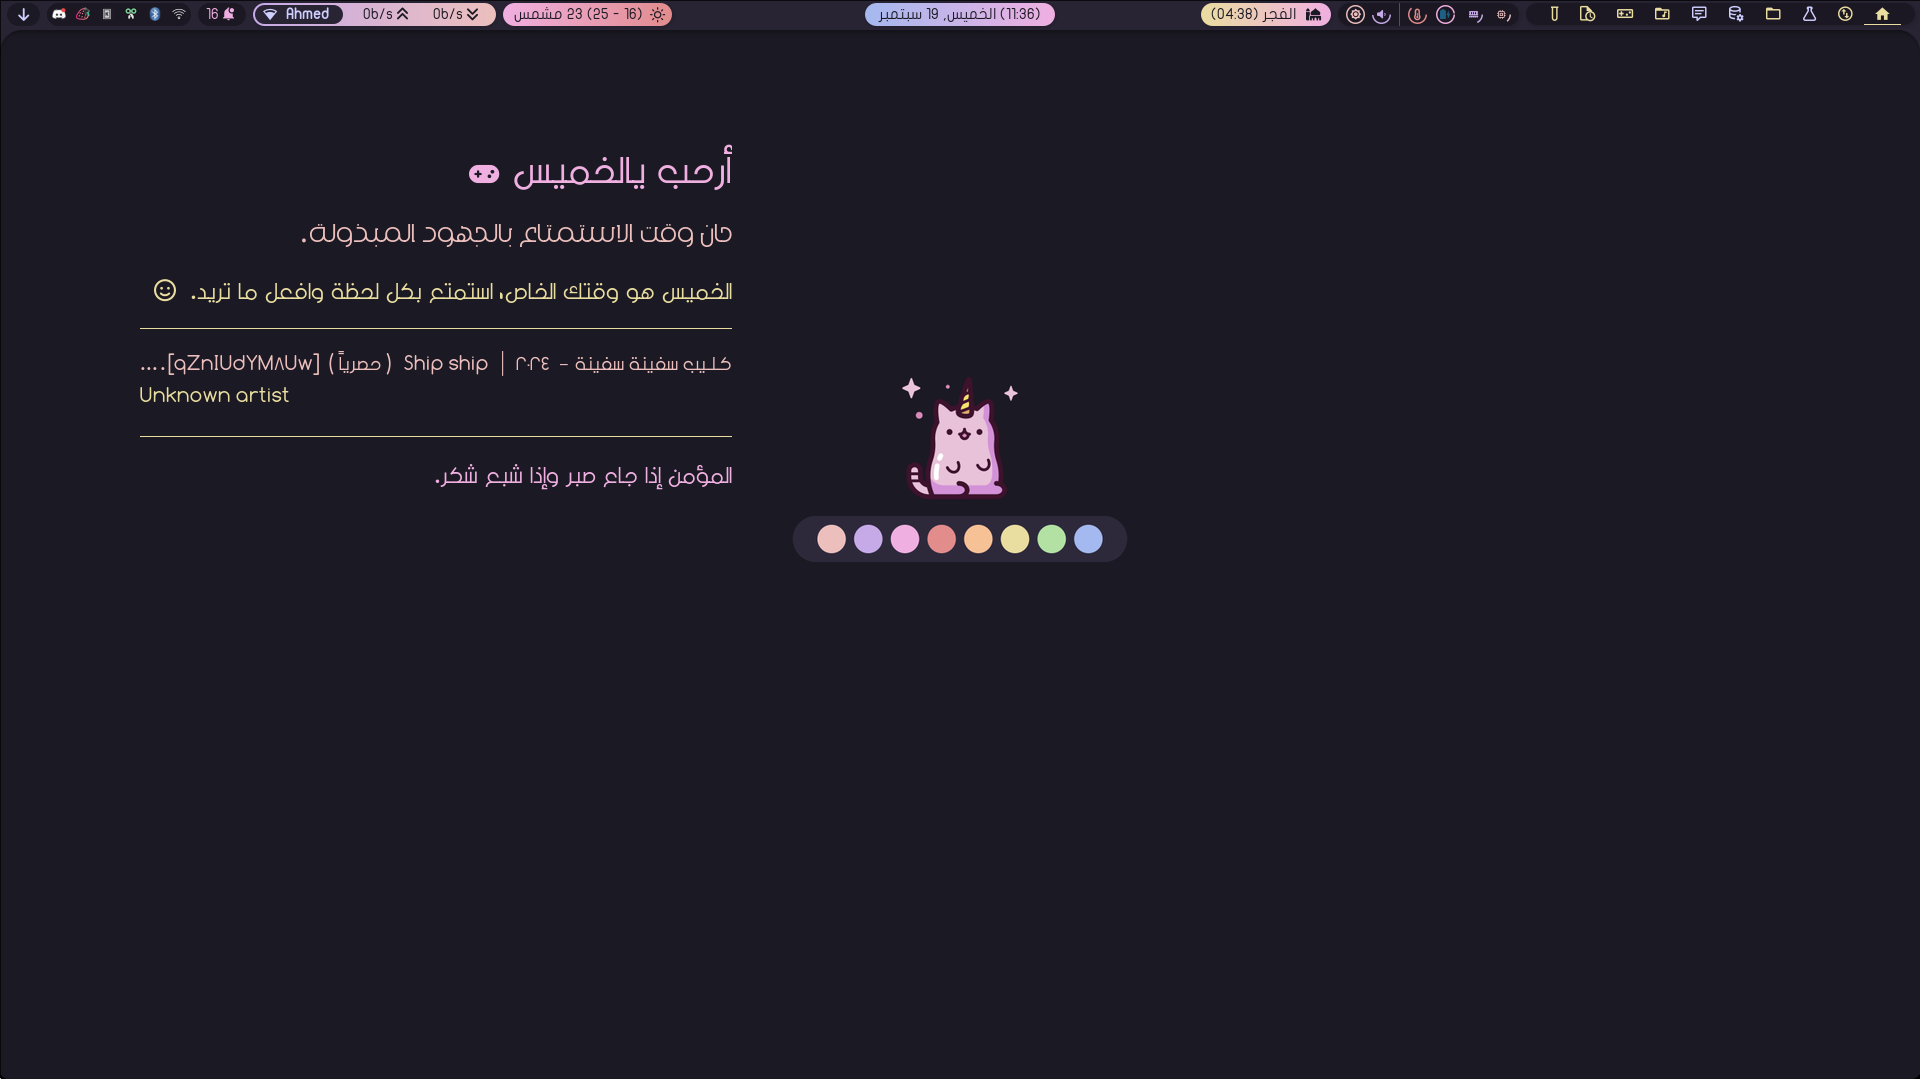 الفجر (04:38)
(11:36) الخميس, 19 سبتمبر
(16 - 25) 23 مشمس
0b/s
0b/s
Ahmed
16
أرحب يالخميس
حان وقت الاستمتاع بالجهود المبذولة.
الخميس هو وقتك الخاص، استمتع بكل لحظة وافعل ما تريد.
كليب سفينة سفينة – ٢٠٢٤ | Ship ship (حصرياً) [qZnIUdYMΛUw]....
Unknown artist
المؤمن إذا جاع صبر وإذا شبع شكر.